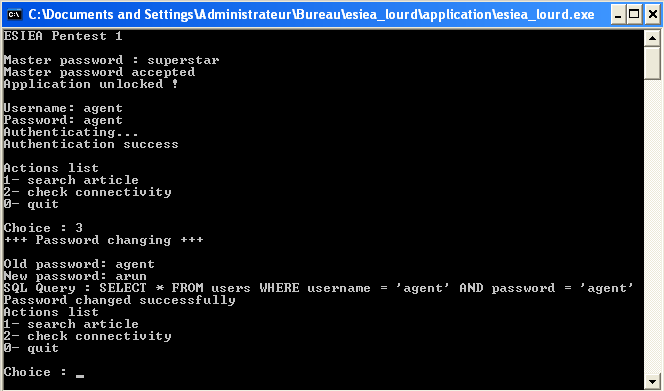 C:\Documents and Settings\Administrateur\Bureau\esiea_lourd\application\esiea_lourd.exe
ESIEA Pentest 1
Master password : superstar
Master password accepted
Application unlocked !
Username: agent
Password: agent
Authenticating...
Authentication success
Actions list
1- search article
2- check connectivity
0- quit
Choice : 3
+++ Password changing +++
Old password: agent
New password: arun
SQL Query : SELECT * FROM users WHERE username = 'agent' AND password = 'agent'
Password changed successfully
Actions list
1- search article
2- check connectivity
0- quit
Choice : _